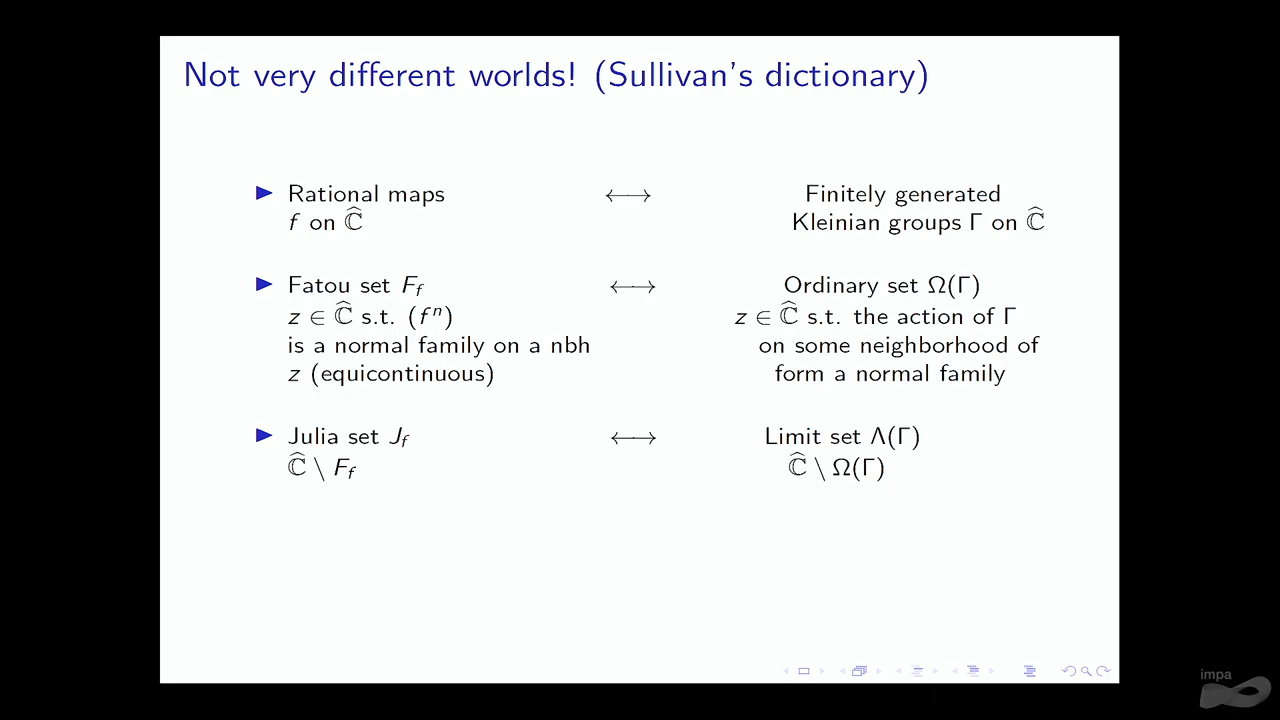 Not very different worlds! (Sullivan's dictionary)
▶ Rational maps ⟷ Finitely generated
f on ℂ̂ Kleinian groups Γ on ℂ̂
▶ Fatou set F_f ⟷ Ordinary set Ω(Γ)
z ∈ ℂ̂ s.t. (fⁿ) z ∈ ℂ̂ s.t. the action of Γ
is a normal family on a nbh on some neighborhood of
z (equicontinuous) form a normal family
▶ Julia set J_f ⟷ Limit set Λ(Γ)
ℂ̂ \ F_f ℂ̂ \ Ω(Γ)
impa